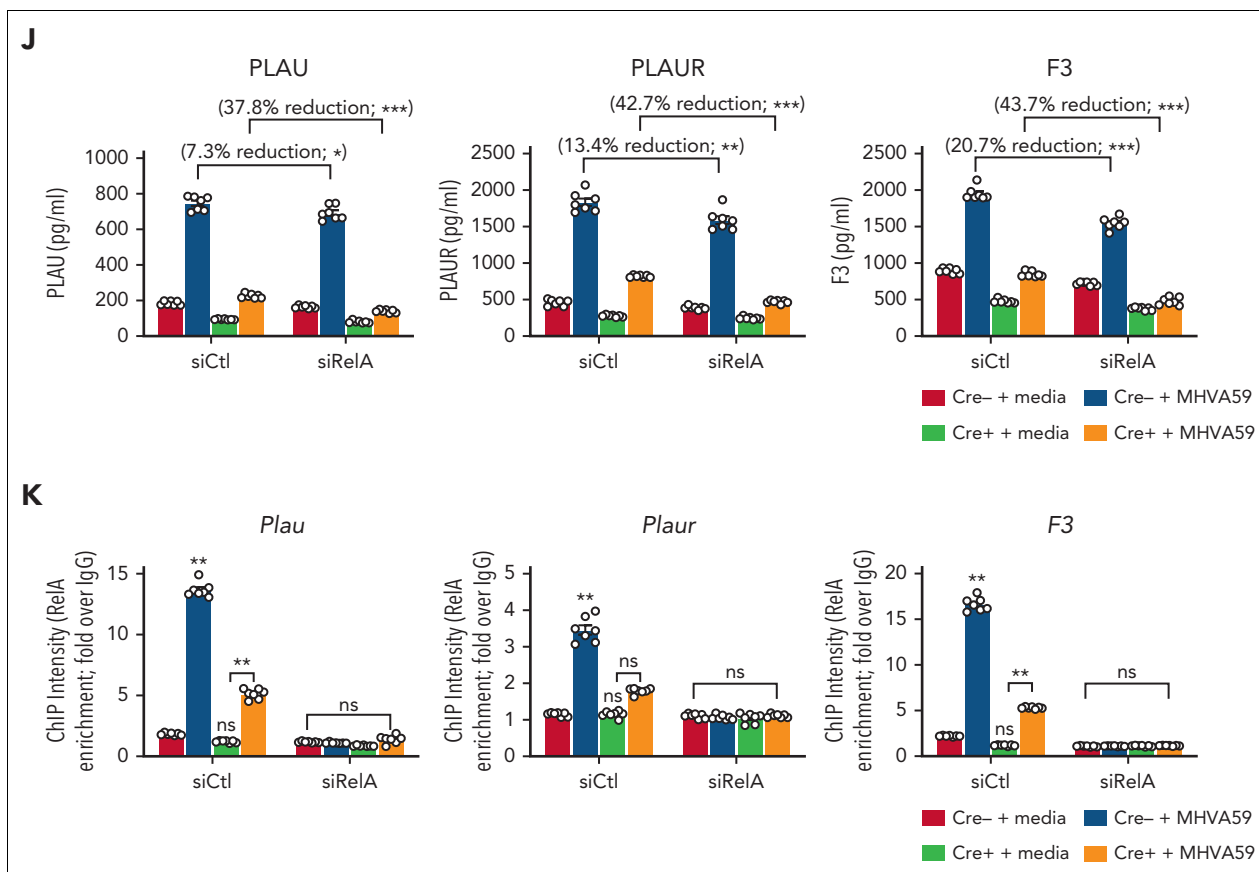 J
PLAU
(37.8% reduction; ***)
(7.3% reduction; *)
PLAU (pg/ml)
1000
800
600
400
200
0
siCtl
siRelA
PLAUR
(42.7% reduction; ***)
(13.4% reduction; **)
PLAUR (pg/ml)
2500
2000
1500
1000
500
0
siCtl
siRelA
F3
(43.7% reduction; ***)
(20.7% reduction; ***)
F3 (pg/ml)
2500
2000
1500
1000
500
0
siCtl
siRelA
Cre– + media
Cre– + MHVA59
Cre+ + media
Cre+ + MHVA59
K
Plau
ChIP Intensity (RelA
enrichment; fold over IgG)
15
10
5
0
**
ns
**
ns
siCtl
siRelA
Plaur
ChIP Intensity (RelA
enrichment; fold over IgG)
5
4
3
2
1
0
**
ns
ns
ns
siCtl
siRelA
F3
ChIP Intensity (RelA
enrichment; fold over IgG)
20
15
10
5
0
**
ns
**
ns
siCtl
siRelA
Cre– + media
Cre– + MHVA59
Cre+ + media
Cre+ + MHVA59